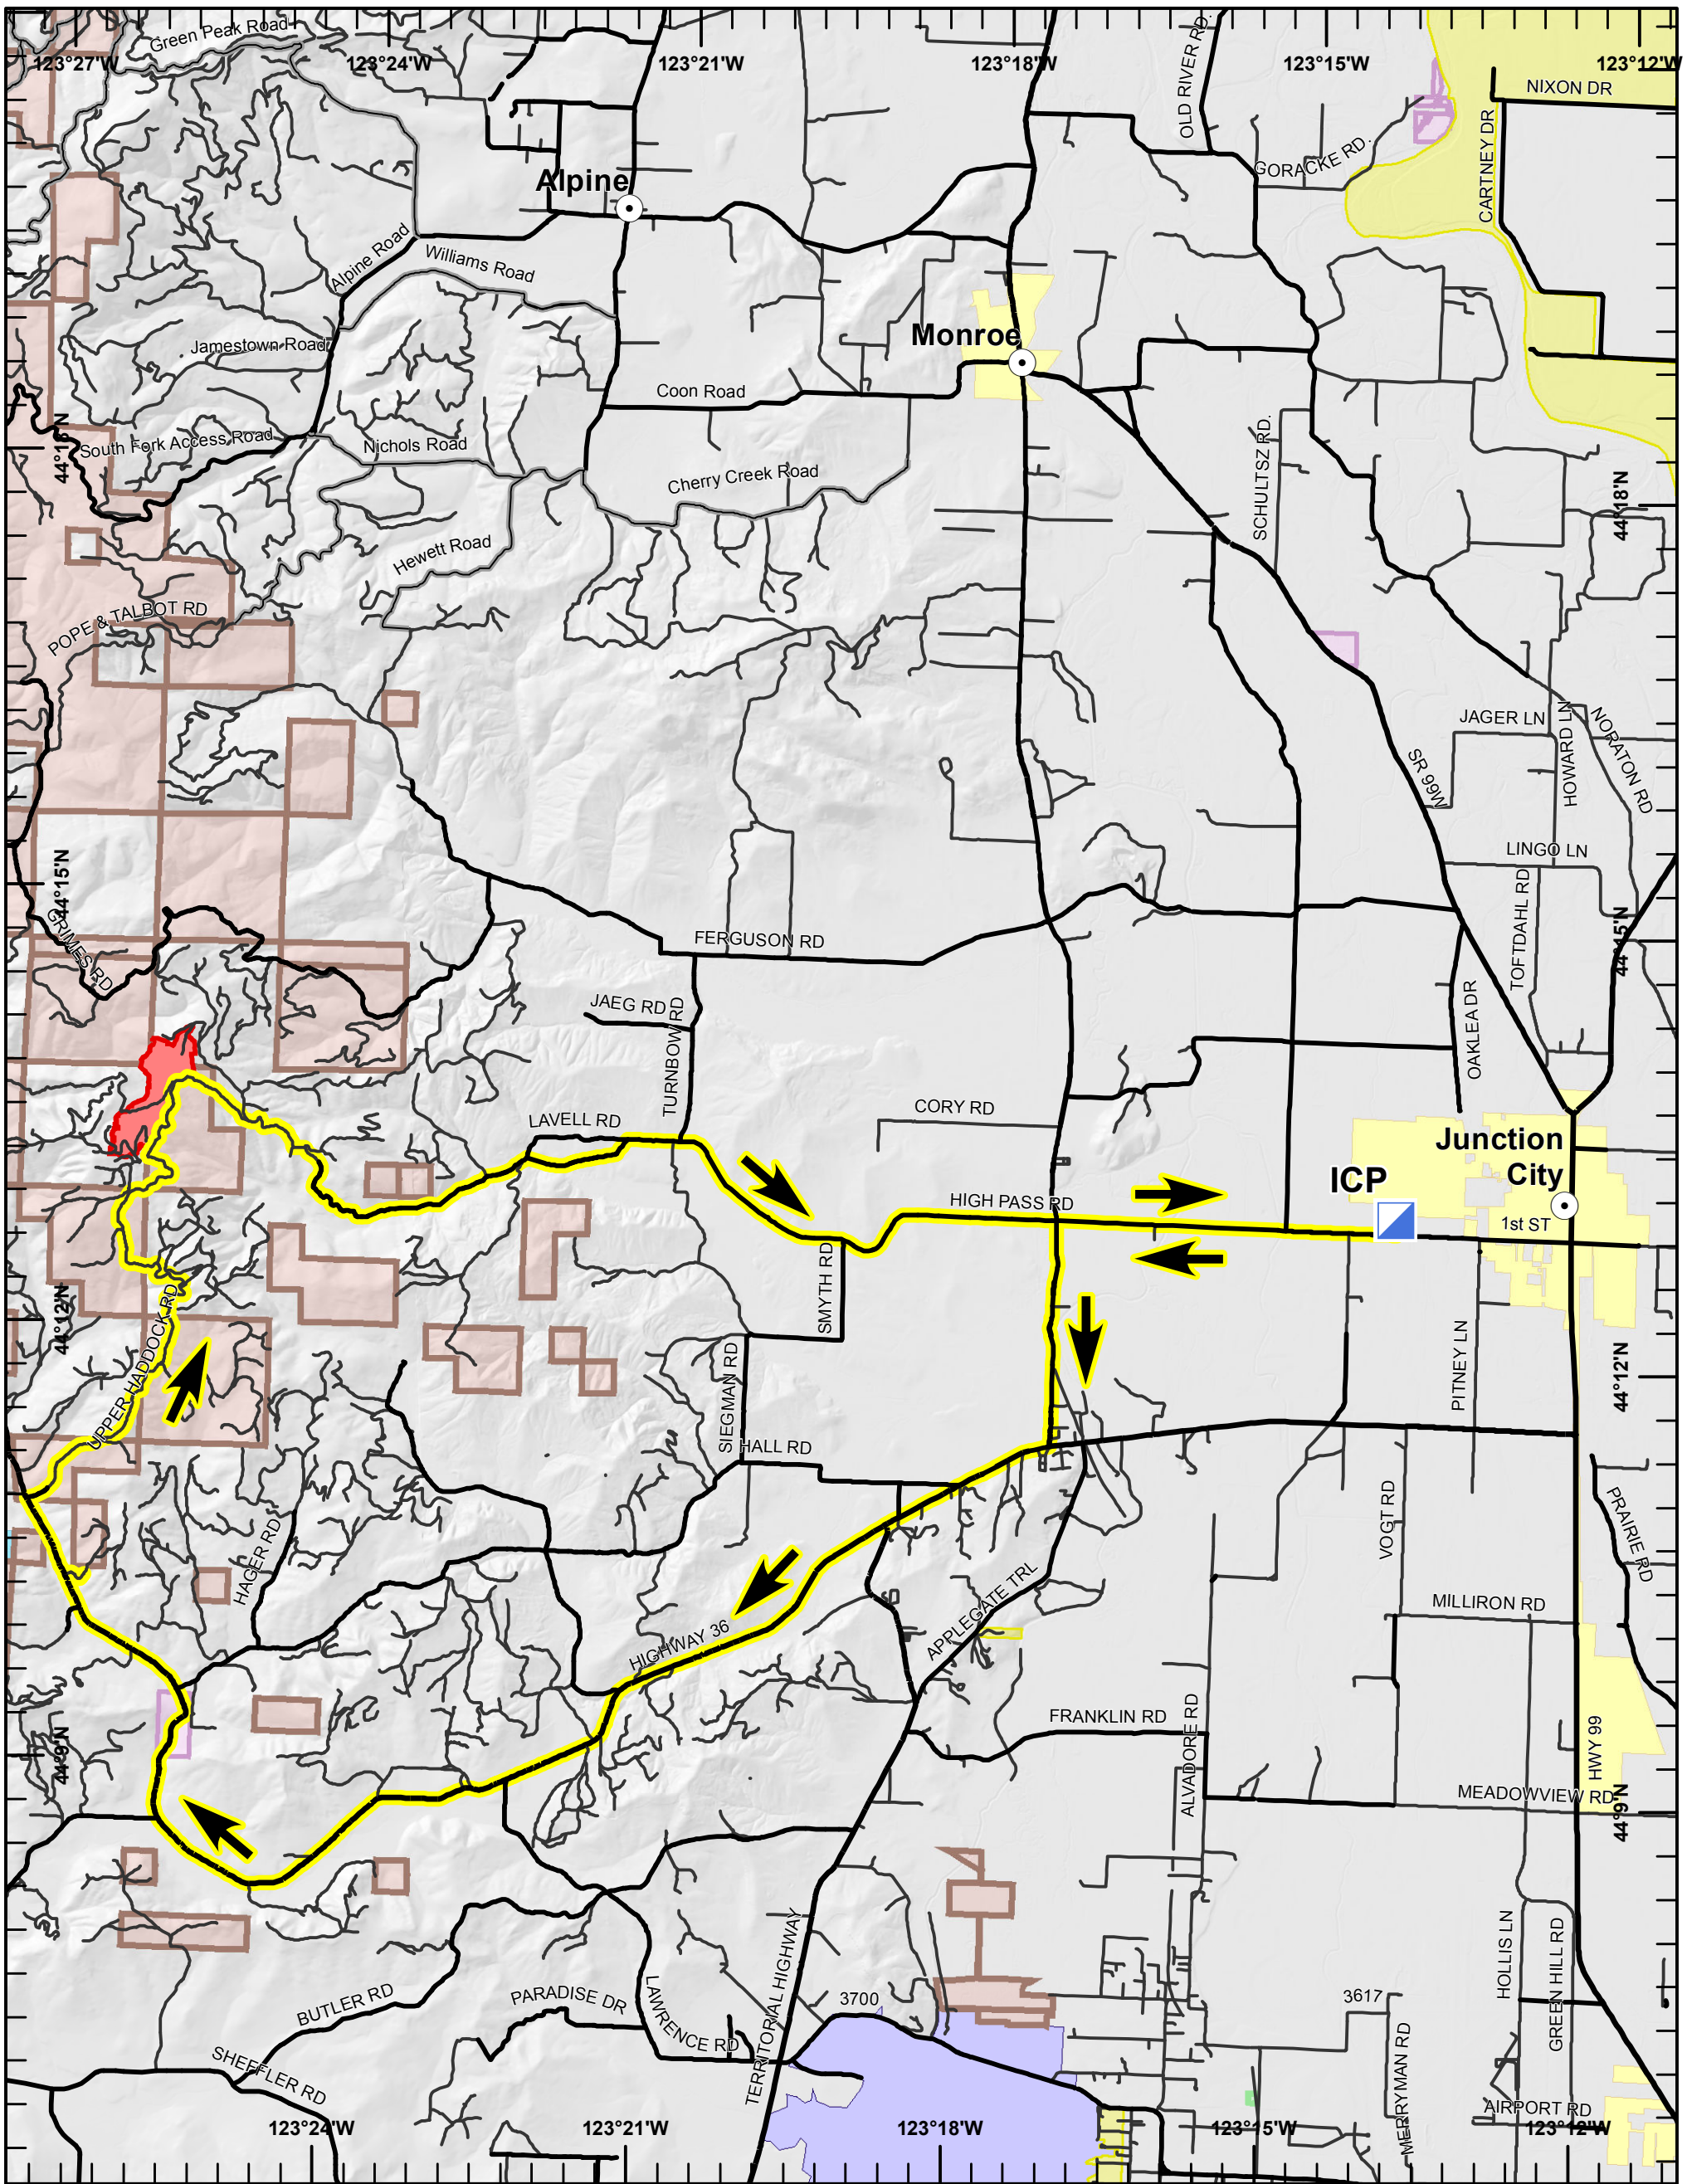 Green Peak Road
123°27'W
123°24'W
123°21'W
123°18'W
123°15'W
123°12'W
OLD RIVER RD.
NIXON DR
GORACKE RD.
CARTNEY DR
Alpine
Alpine Road
Williams Road
Monroe
Jamestown Road
Coon Road
44°18'N
South Fork Access Road
Nichols Road
Cherry Creek Road
SCHULTSZ RD.
44°18'N
Hewett Road
POPE & TALBOT RD
JAGER LN
HOWARD LN
NORATON RD
SR 99W
LINGO LN
44°15'N
GRIMES RD
FERGUSON RD
TOFTDAHL RD
44°15'N
JAEG RD
TURNBOW RD
OAKLEA DR
LAVELL RD
CORY RD
Junction
City
ICP
HIGH PASS RD
1st ST
SMYTH RD
44°12'N
UPPER HADDOCK RD
SIEGMAN RD
PITNEY LN
44°12'N
HALL RD
HAGER RD
VOGT RD
PRAIRIE RD
APPLEGATE TRL
MILLIRON RD
HIGHWAY 36
FRANKLIN RD
ALVADORE RD
HWY 99
44°9'N
MEADOWVIEW RD
44°9'N
TERRITORIAL HIGHWAY
HOLLIS LN
GREEN HILL RD
BUTLER RD
PARADISE DR
LAWRENCE RD
3700
3617
SHEFFLER RD
MERRYMAN RD
AIRPORT RD
123°24'W
123°21'W
123°18'W
123°15'W
123°12'W